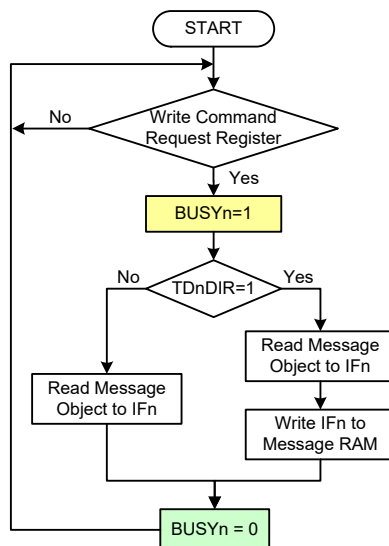 START
No
Write Command
Request Register
Yes
BUSYn=1
No
TDnDIR=1
Yes
Read Message
Object to IFn
Read Message
Object to IFn
Write IFn to
Message RAM
BUSYn = 0